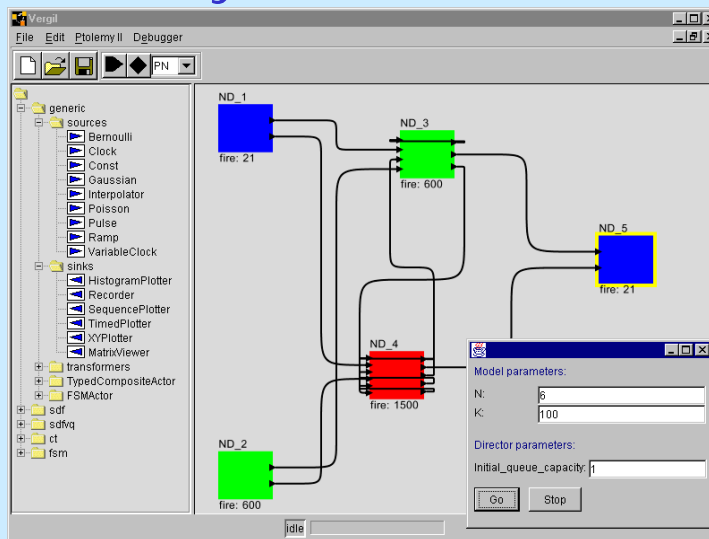 Vergil
File Edit Ptolemy II Debugger
PN
generic
sources
Bernoulli
Clock
Const
Gaussian
Interpolator
Poisson
Pulse
Ramp
VariableClock
sinks
HistogramPlotter
Recorder
SequencePlotter
TimedPlotter
XYPlotter
MatrixViewer
transformers
TypedCompositeActor
FSMActor
sdf
sdfvq
ct
fsm
ND_1
fire: 21
ND_3
fire: 600
ND_5
fire: 21
ND_4
fire: 1500
ND_2
fire: 600
Model parameters:
N: 6
K: 100
Director parameters:
Initial_queue_capacity: 1
Go Stop
idle